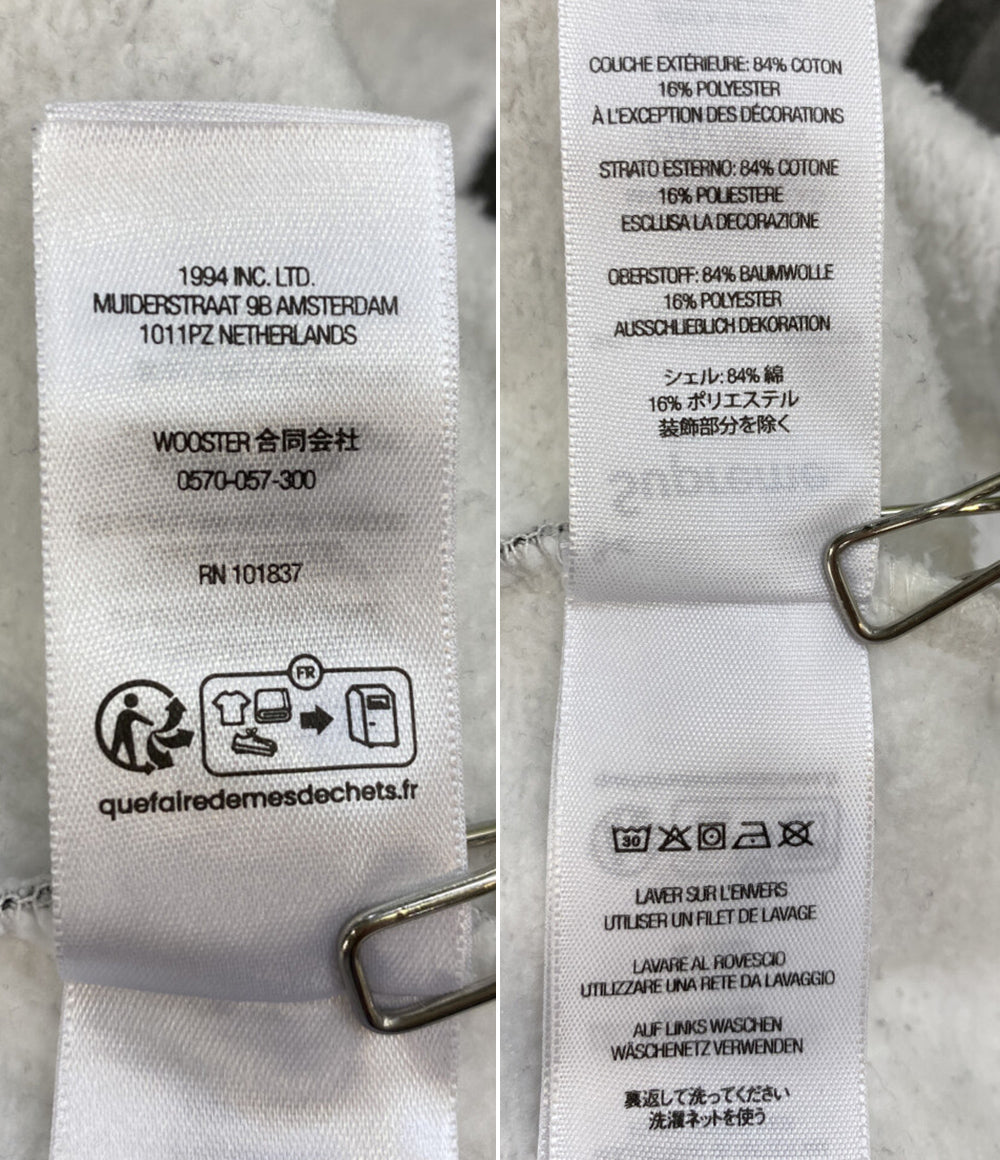 1994 INC. LTD.
MUIDERSTRAAT 9B AMSTERDAM
1011PZ NETHERLANDS
WOOSTER 合同会社
0570-057-300
RN 101837
FR
quefairedemesdechets.fr
COUCHE EXTÉRIEURE: 84% COTON
16% POLYESTER
À L'EXCEPTION DES DÉCORATIONS
STRATO ESTERNO: 84% COTONE
16% POLIESTERE
ESCLUSA LA DECORAZIONE
OBERSTOFF: 84% BAUMWOLLE
16% POLYESTER
AUSSCHLIEBLICH DEKORATION
シェル: 84% 綿
16% ポリエステル
装飾部分を除く
30
LAVER SUR L'ENVERS
UTILISER UN FILET DE LAVAGE
LAVARE AL ROVESCIO
UTILIZZARE UNA RETE DA LAVAGGIO
AUF LINKS WASCHEN
WÄSCHENETZ VERWENDEN
裏返して洗ってください
洗濯ネットを使う